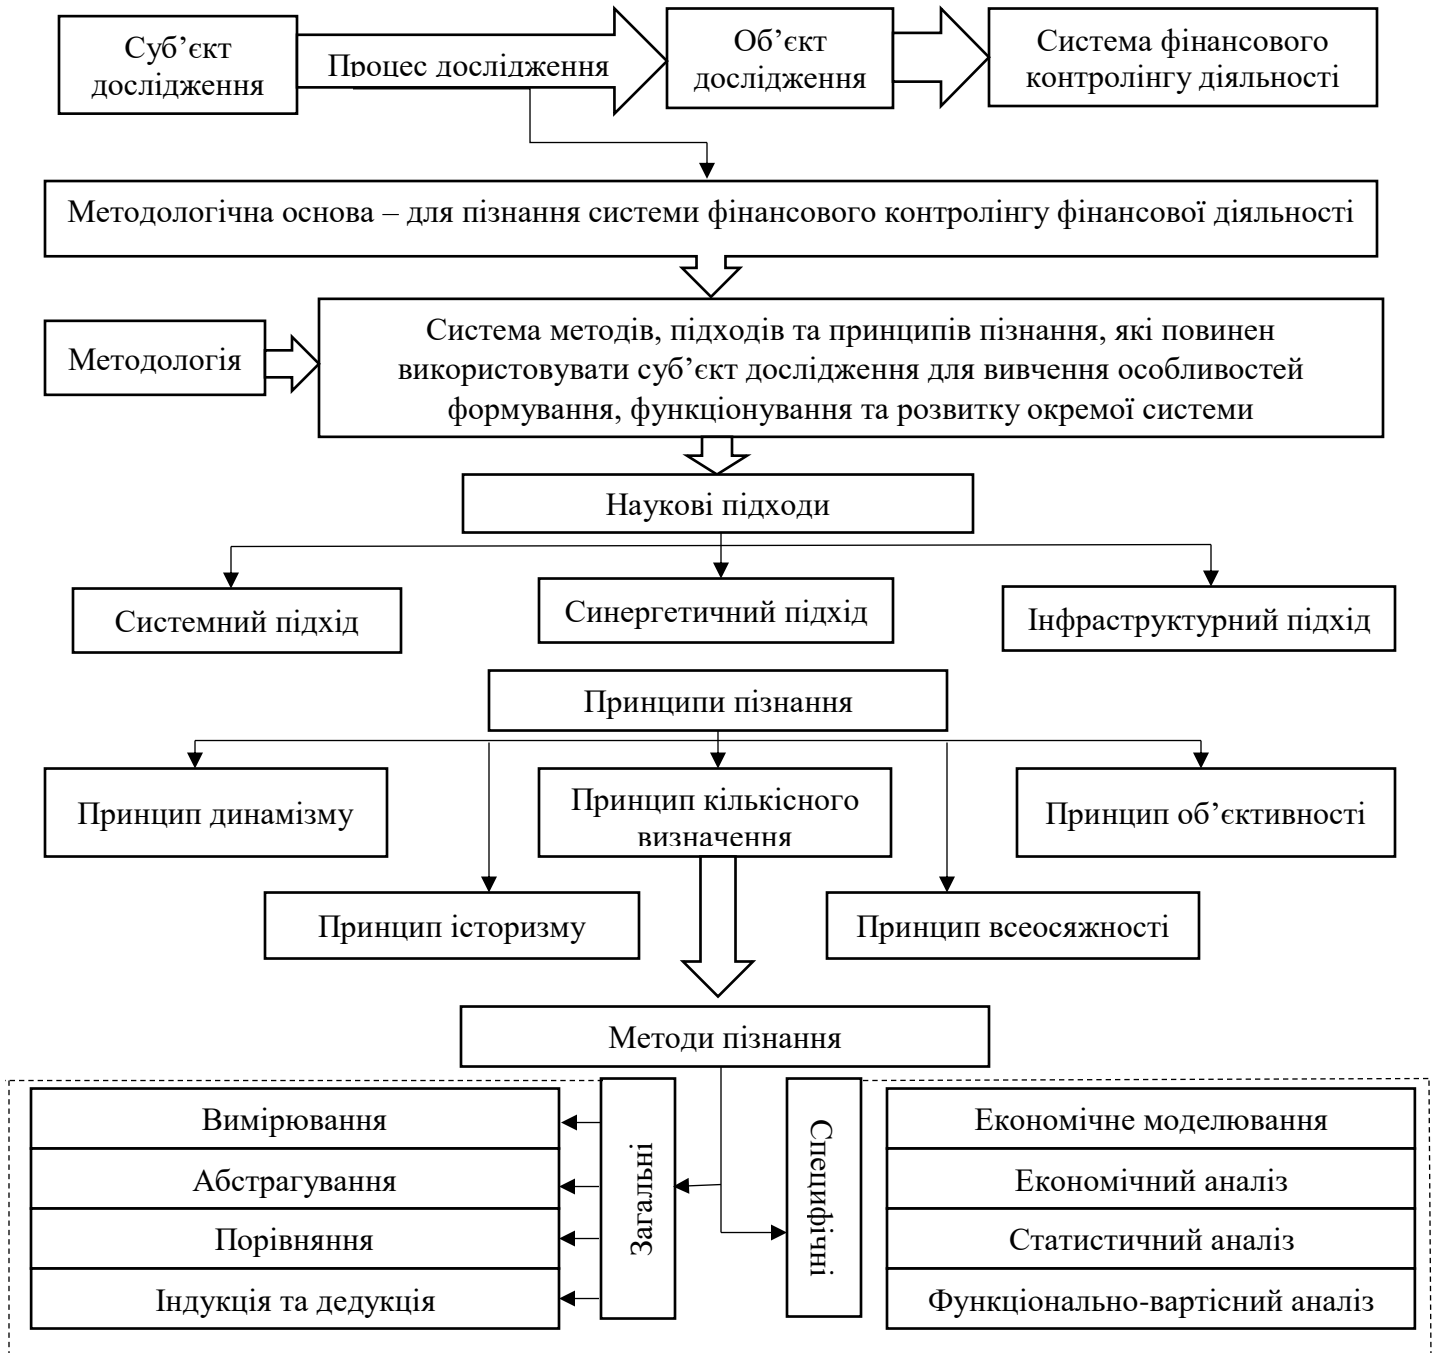 Суб’єкт
дослідження
Процес дослідження
Об’єкт
дослідження
Система фінансового
контролінгу діяльності
Методологічна основа – для пізнання системи фінансового контролінгу фінансової діяльності
Методологія
Система методів, підходів та принципів пізнання, які повинен
використовувати суб’єкт дослідження для вивчення особливостей
формування, функціонування та розвитку окремої системи
Наукові підходи
Системний підхід
Синергетичний підхід
Інфраструктурний підхід
Принципи пізнання
Принцип динамізму
Принцип кількісного
визначення
Принцип об’єктивності
Принцип історизму
Принцип всеосяжності
Методи пізнання
Загальні
Вимірювання
Абстрагування
Порівняння
Індукція та дедукція
Специфічні
Економічне моделювання
Економічний аналіз
Статистичний аналіз
Функціонально-вартісний аналіз